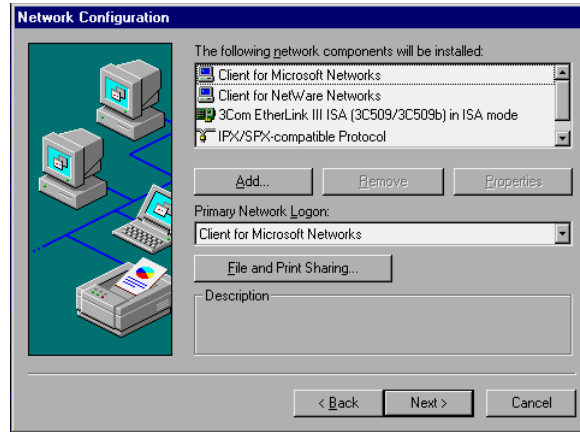 Network Configuration
The following network components will be installed:
Client for Microsoft Networks
Client for NetWare Networks
3Com EtherLink III ISA (3C509/3C509b) in ISA mode
IPX/SPX-compatible Protocol
Add... Remove Properties
Primary Network Logon:
Client for Microsoft Networks
File and Print Sharing...
Description
< Back Next > Cancel